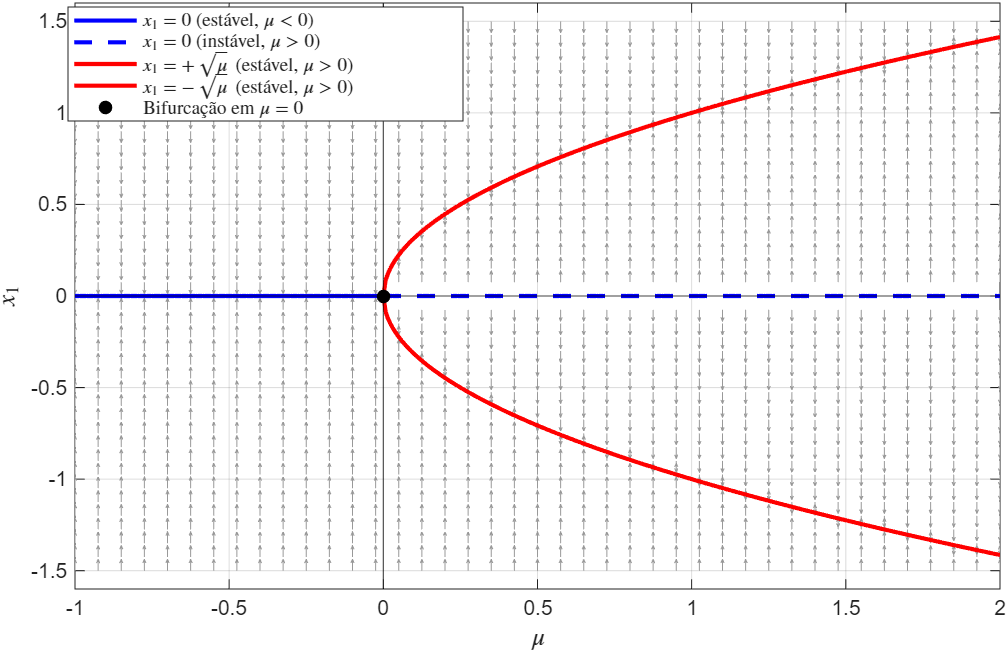 x₁ = 0 (estável, μ < 0)
x₁ = 0 (instável, μ > 0)
x₁ = + √μ (estável, μ > 0)
x₁ = − √μ (estável, μ > 0)
Bifurcação em μ = 0
1.5
1
0.5
0
-0.5
-1
-1.5
x₁
-1 -0.5 0 0.5 1 1.5 2
μ